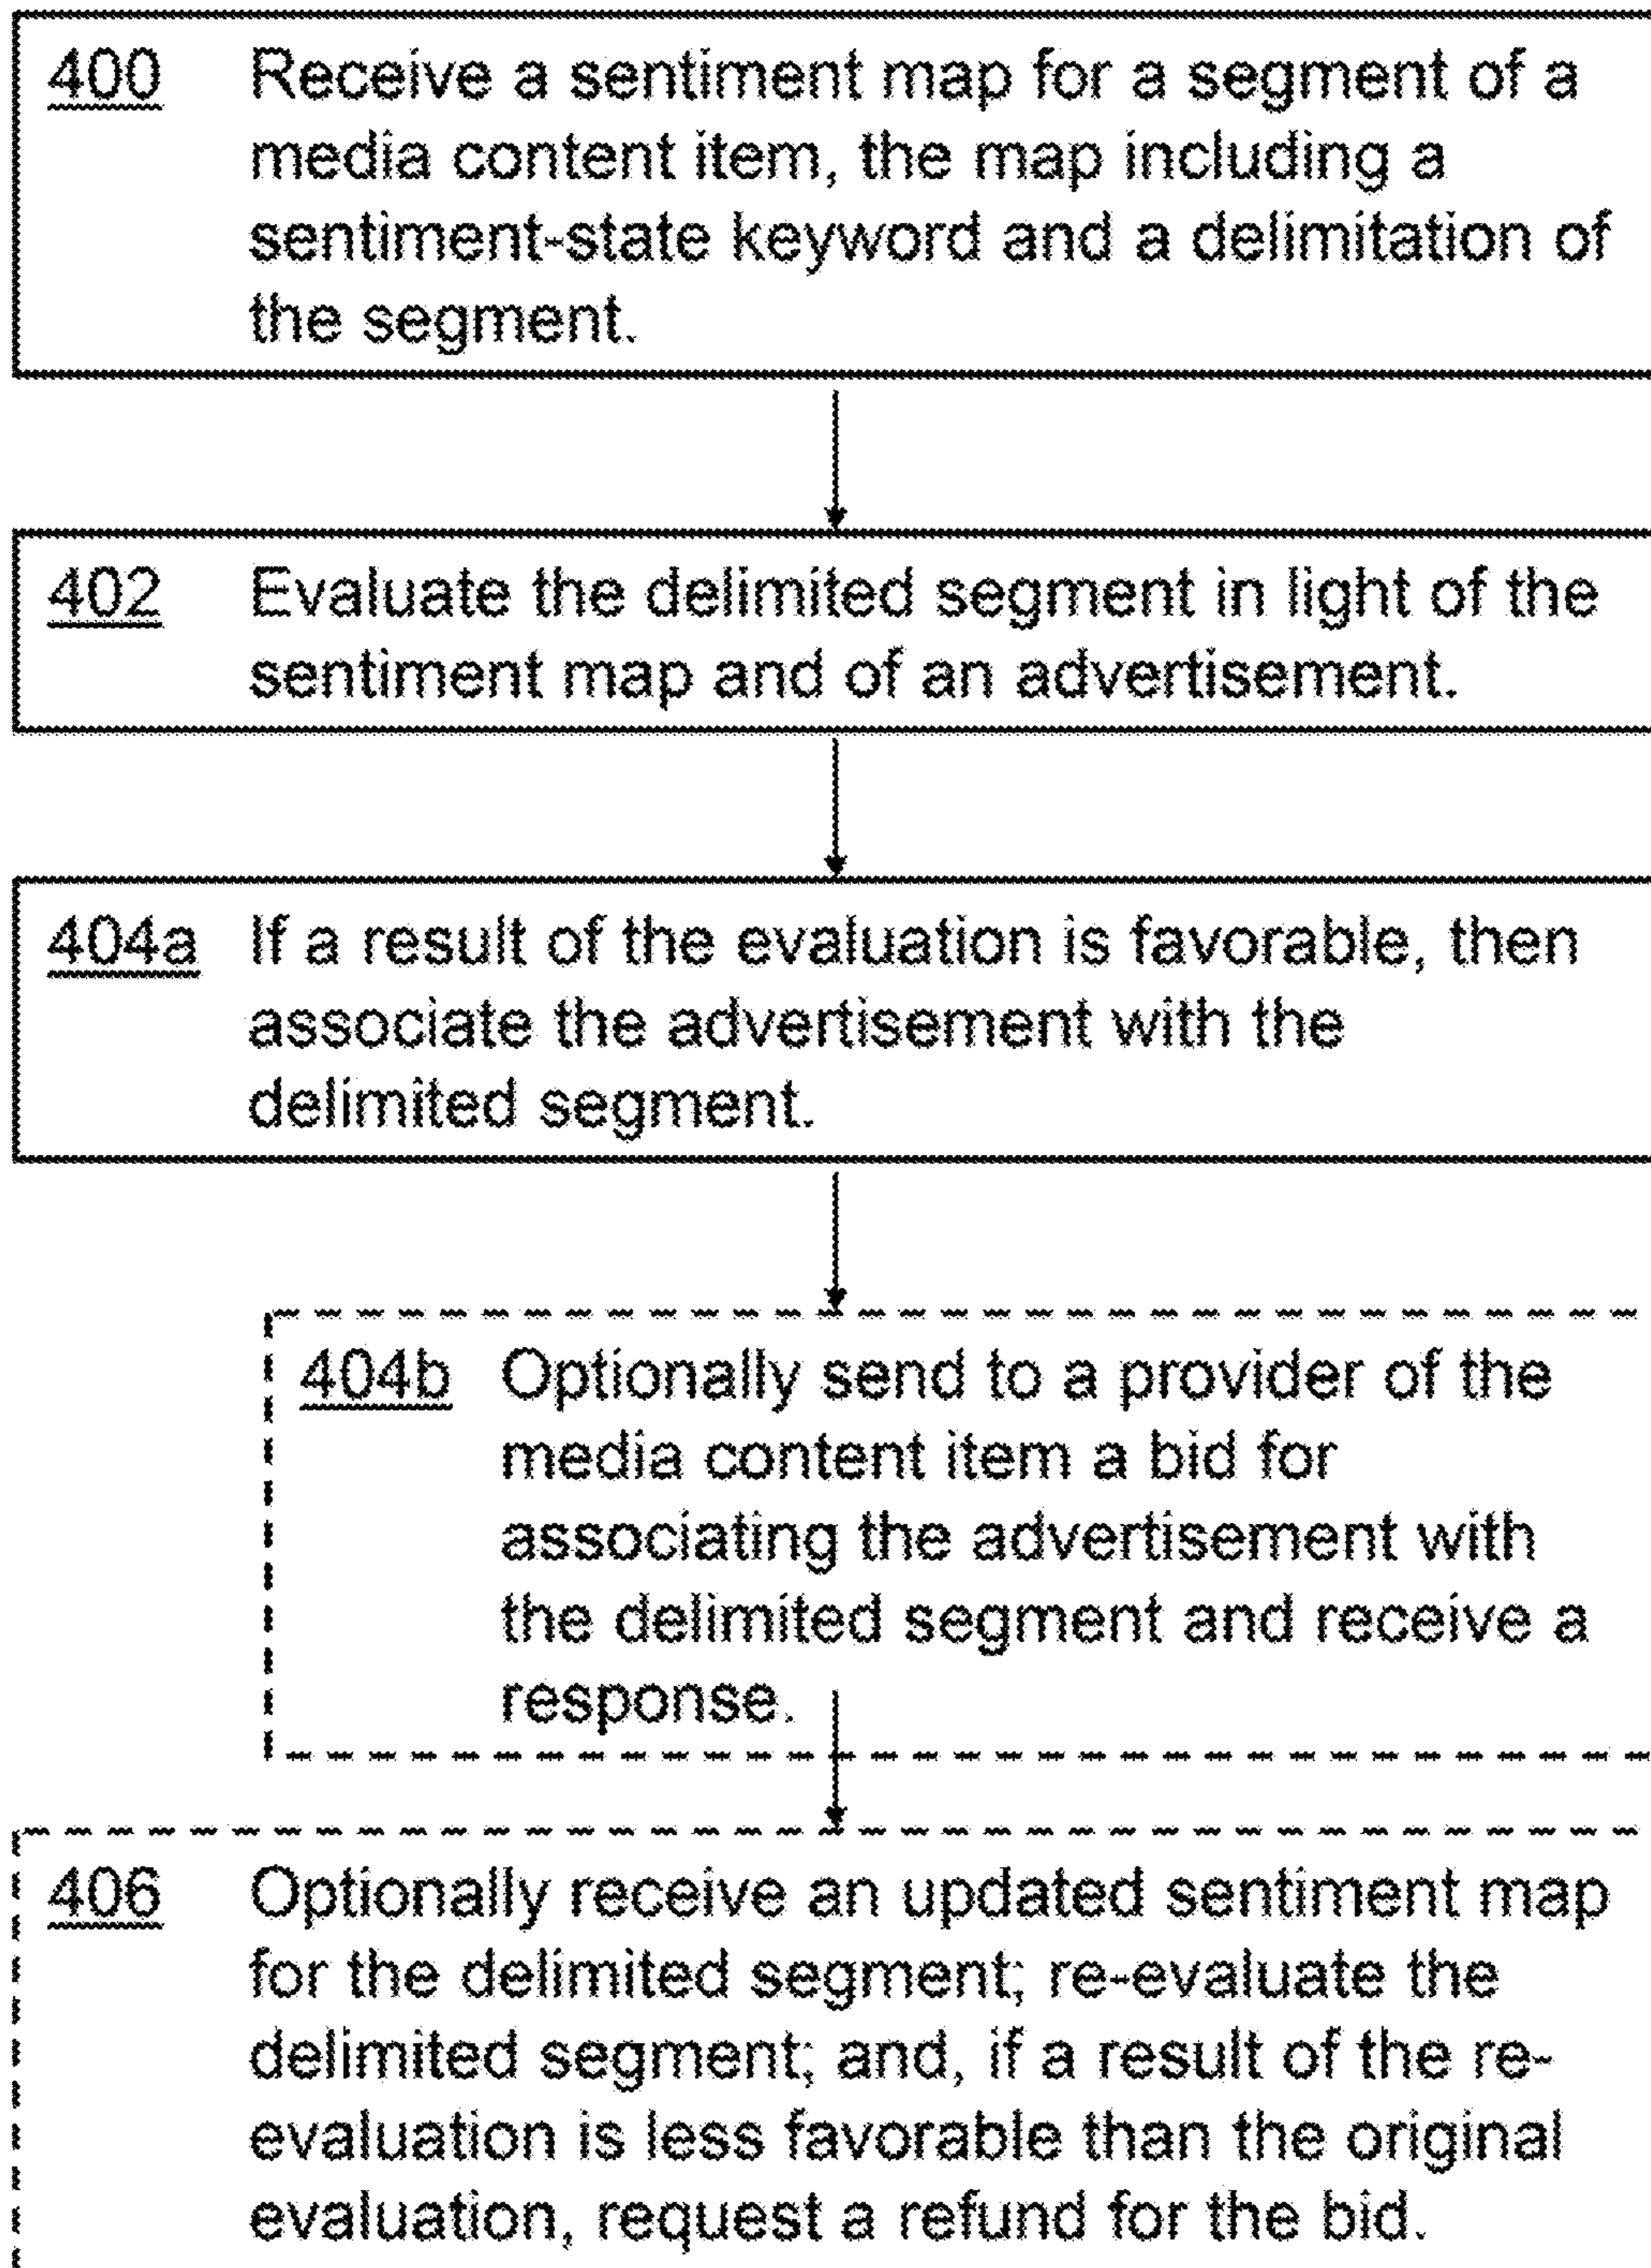 400 Receive a sentiment map for a segment of a
media content item, the map including a
sentiment-state keyword and a delimitation of
the segment.
402 Evaluate the delimited segment in light of the
sentiment map and of an advertisement.
404a If a result of the evaluation is favorable, then
associate the advertisement with the
delimited segment.
404b Optionally send to a provider of the
media content item a bid for
associating the advertisement with
the delimited segment and receive a
response.
406 Optionally receive an updated sentiment map
for the delimited segment; re-evaluate the
delimited segment; and, if a result of the re-
evaluation is less favorable than the original
evaluation, request a refund for the bid.